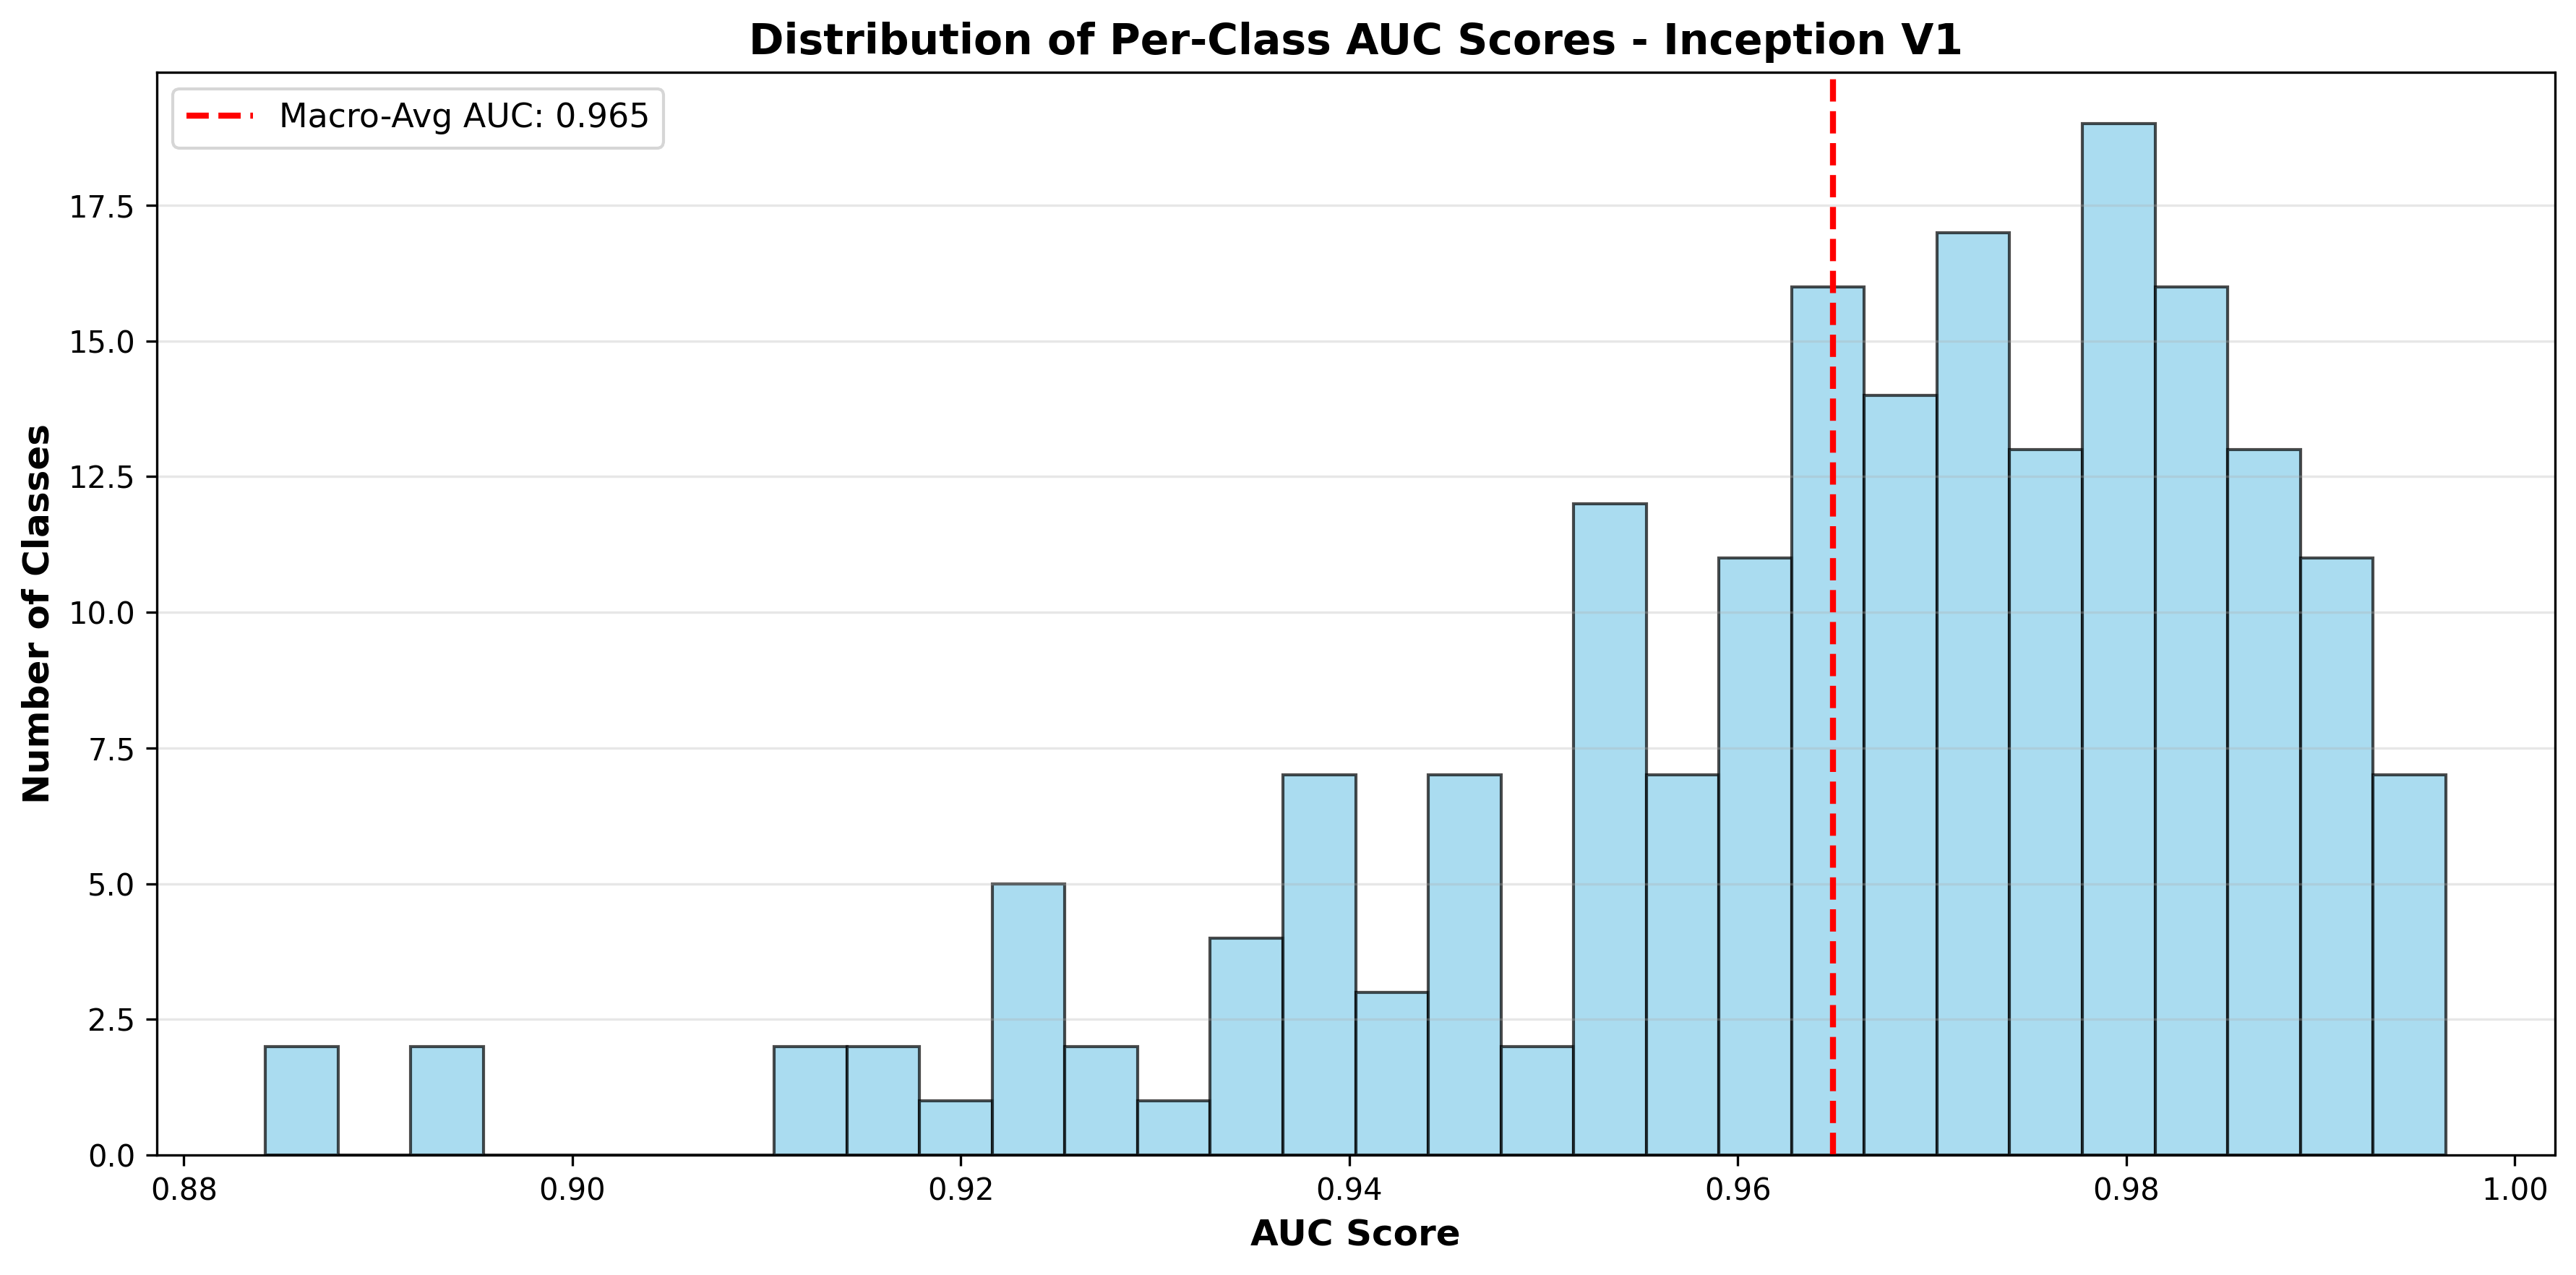 Distribution of Per-Class AUC Scores - Inception V1
Macro-Avg AUC: 0.965
Number of Classes
17.5
15.0
12.5
10.0
7.5
5.0
2.5
0.0
0.88 0.90 0.92 0.94 0.96 0.98 1.00
AUC Score